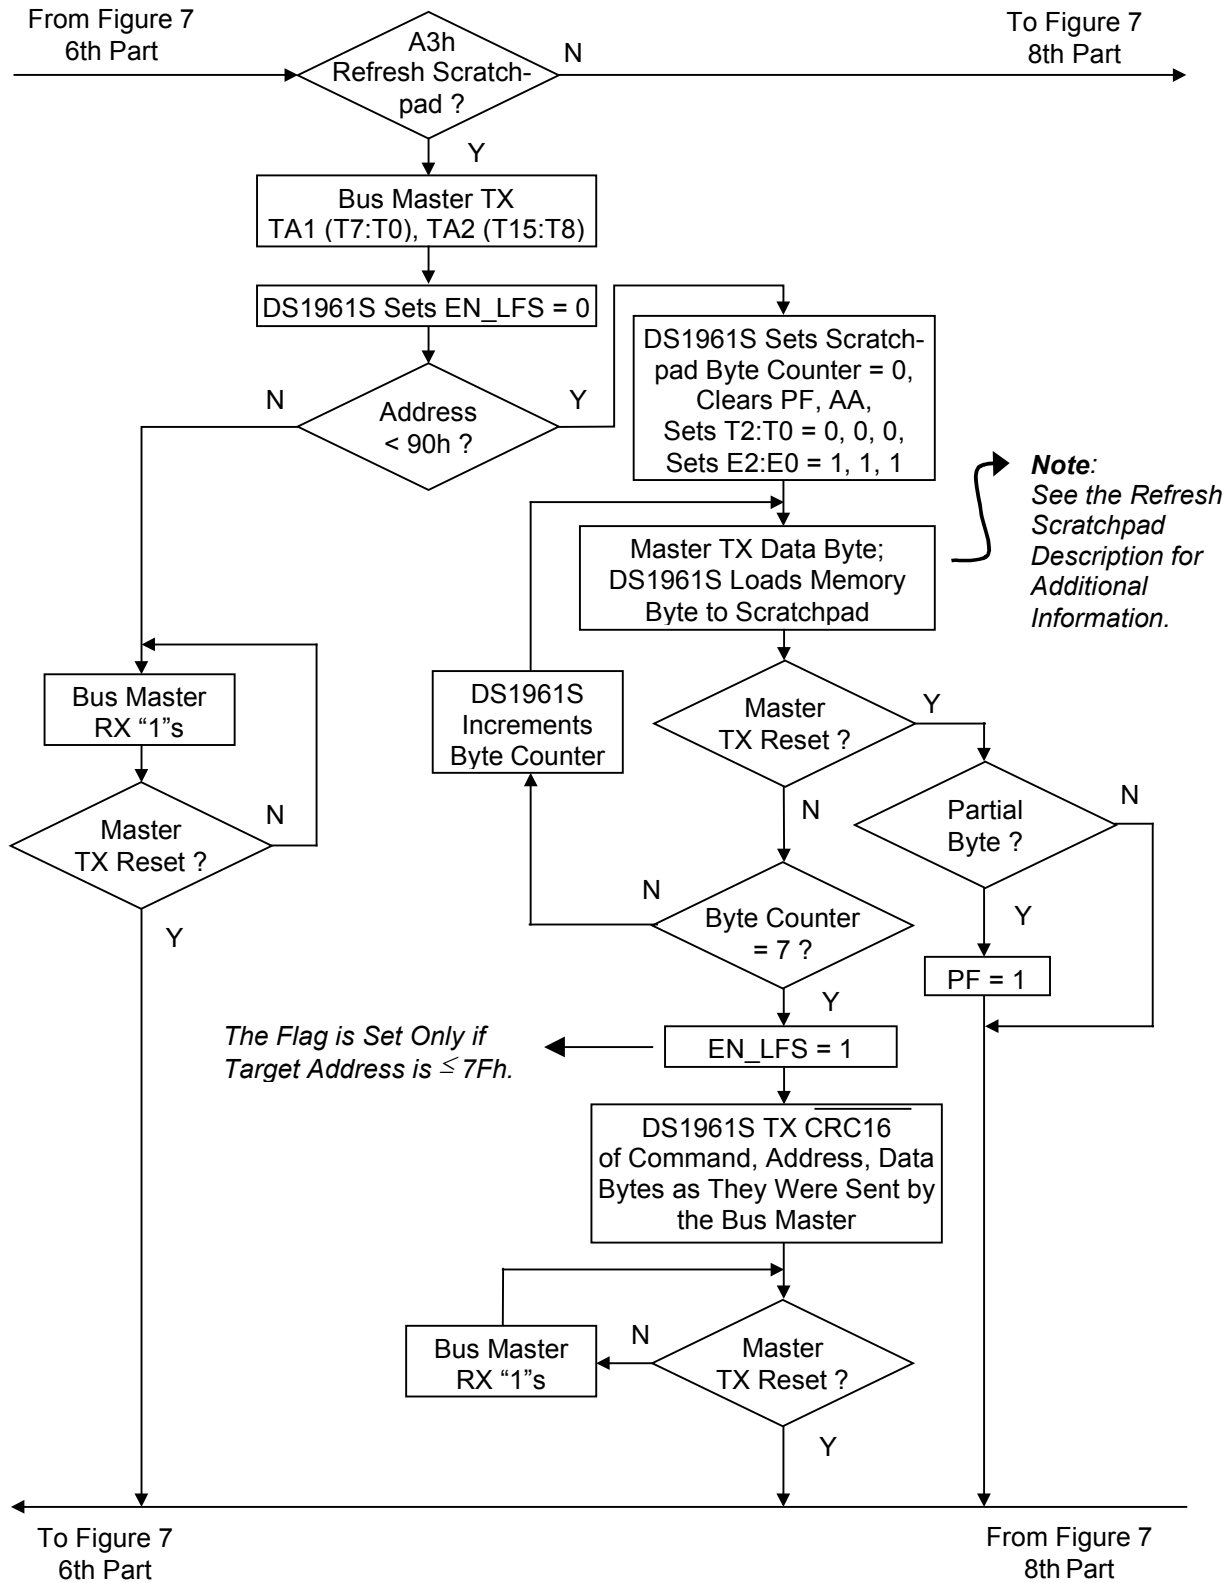 From Figure 7
6th Part
To Figure 7
8th Part
A3h
Refresh Scratch-
pad ?
N
Y
Bus Master TX
TA1 (T7:T0), TA2 (T15:T8)
DS1961S Sets EN_LFS = 0
Address
< 90h ?
N
Y
DS1961S Sets Scratch-
pad Byte Counter = 0,
Clears PF, AA,
Sets T2:T0 = 0, 0, 0,
Sets E2:E0 = 1, 1, 1
Note:
See the Refresh
Scratchpad
Description for
Additional
Information.
Master TX Data Byte;
DS1961S Loads Memory
Byte to Scratchpad
Bus Master
RX “1”s
DS1961S
Increments
Byte Counter
Master
TX Reset ?
Y
N
Partial
Byte ?
N
Y
Master
TX Reset ?
N
Y
Byte Counter
= 7 ?
N
Y
PF = 1
The Flag is Set Only if
Target Address is ≤ 7Fh.
EN_LFS = 1
DS1961S TX CRC16
of Command, Address, Data
Bytes as They Were Sent by
the Bus Master
Bus Master
RX “1”s
N
Master
TX Reset ?
Y
To Figure 7
6th Part
From Figure 7
8th Part